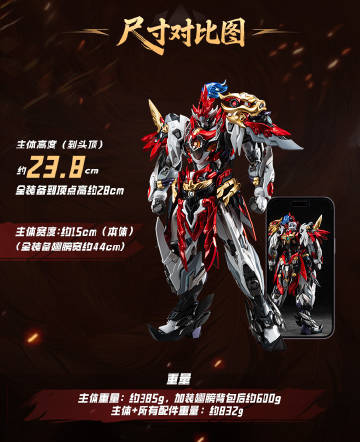 尺寸对比图
主体高度（到头顶）
约23.8cm
全装备到顶点高约28cm
主体宽度:约15cm（本体）
（全装备翅膀宽约44cm）
重量
主体重量：约385g，加装翅膀背包后约600g
主体+所有配件重量：约832g